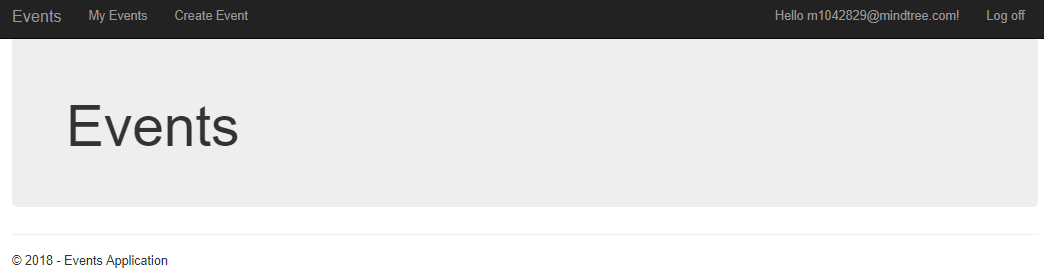 Events My Events Create Event Hello m1042829@mindtree.com! Log off
Events
© 2018 - Events Application